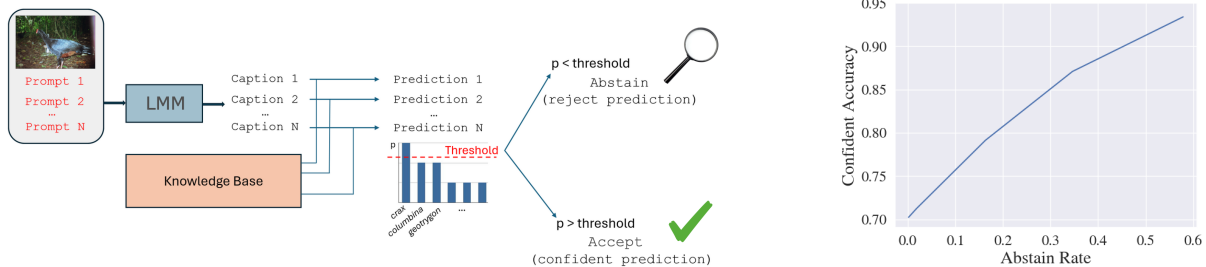 Prompt 1
Prompt 2
...
Prompt N
LMM
Caption 1
Caption 2
...
Caption N
Knowledge Base
Prediction 1
Prediction 2
...
Prediction N
p
Threshold
crax
columbina
geotrygon
...
p < threshold
Abstain
(reject prediction)
p > threshold
Accept
(confident prediction)
Confident Accuracy
0.95
0.90
0.85
0.80
0.75
0.70
0.0 0.1 0.2 0.3 0.4 0.5 0.6
Abstain Rate